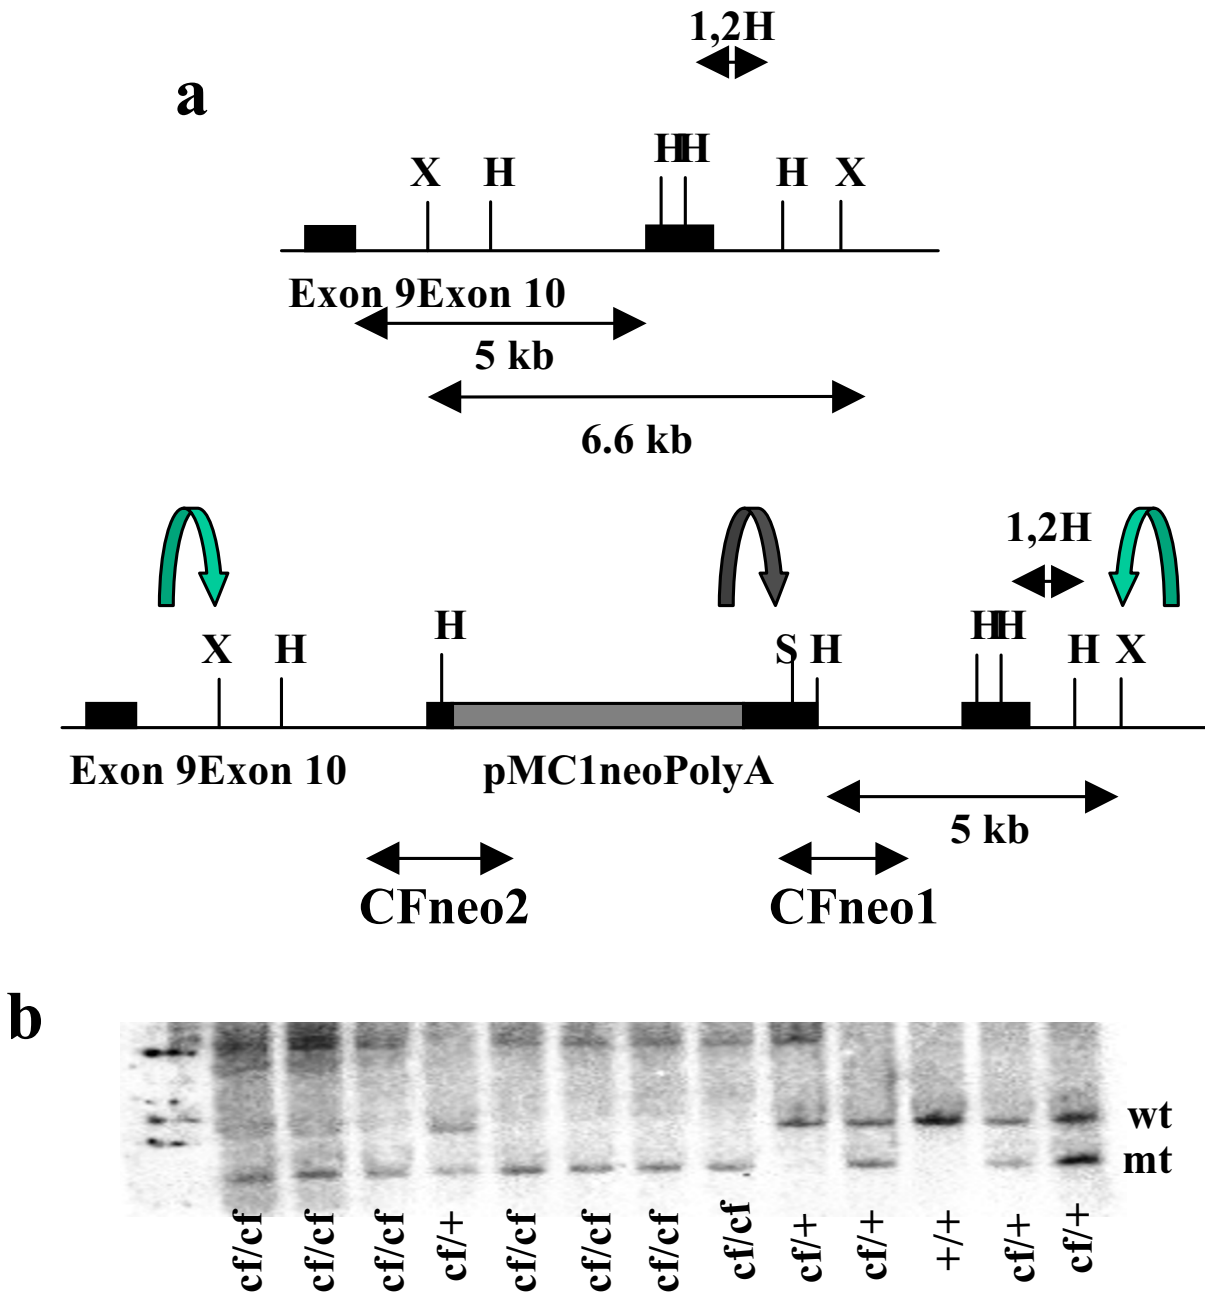 1,2H
a
X H HH H X
Exon 9Exon 10
5 kb
6.6 kb
1,2H
X H H S H HH H X
Exon 9Exon 10 pMC1neoPolyA
5 kb
CFneo2 CFneo1
b
wt
mt
cf/cf cf/cf cf/cf cf/+ cf/cf cf/cf cf/cf cf/cf cf/+ cf/+ +/+ cf/+ cf/+